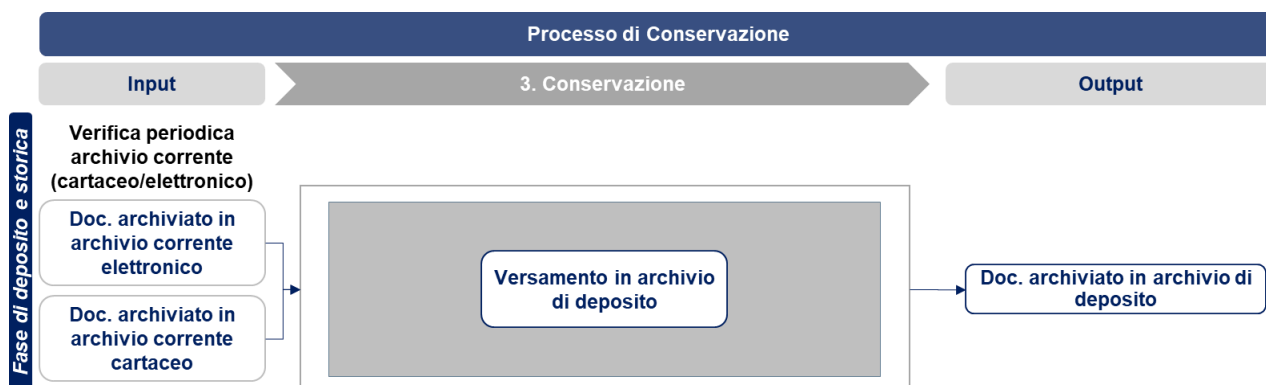 Processo di Conservazione
Input
3. Conservazione
Output
Fase di deposito e storica
Verifica periodica
archivio corrente
(cartaceo/elettronico)
Doc. archiviato in
archivio corrente
elettronico
Doc. archiviato in
archivio corrente
cartaceo
Versamento in archivio
di deposito
Doc. archiviato in archivio di
deposito